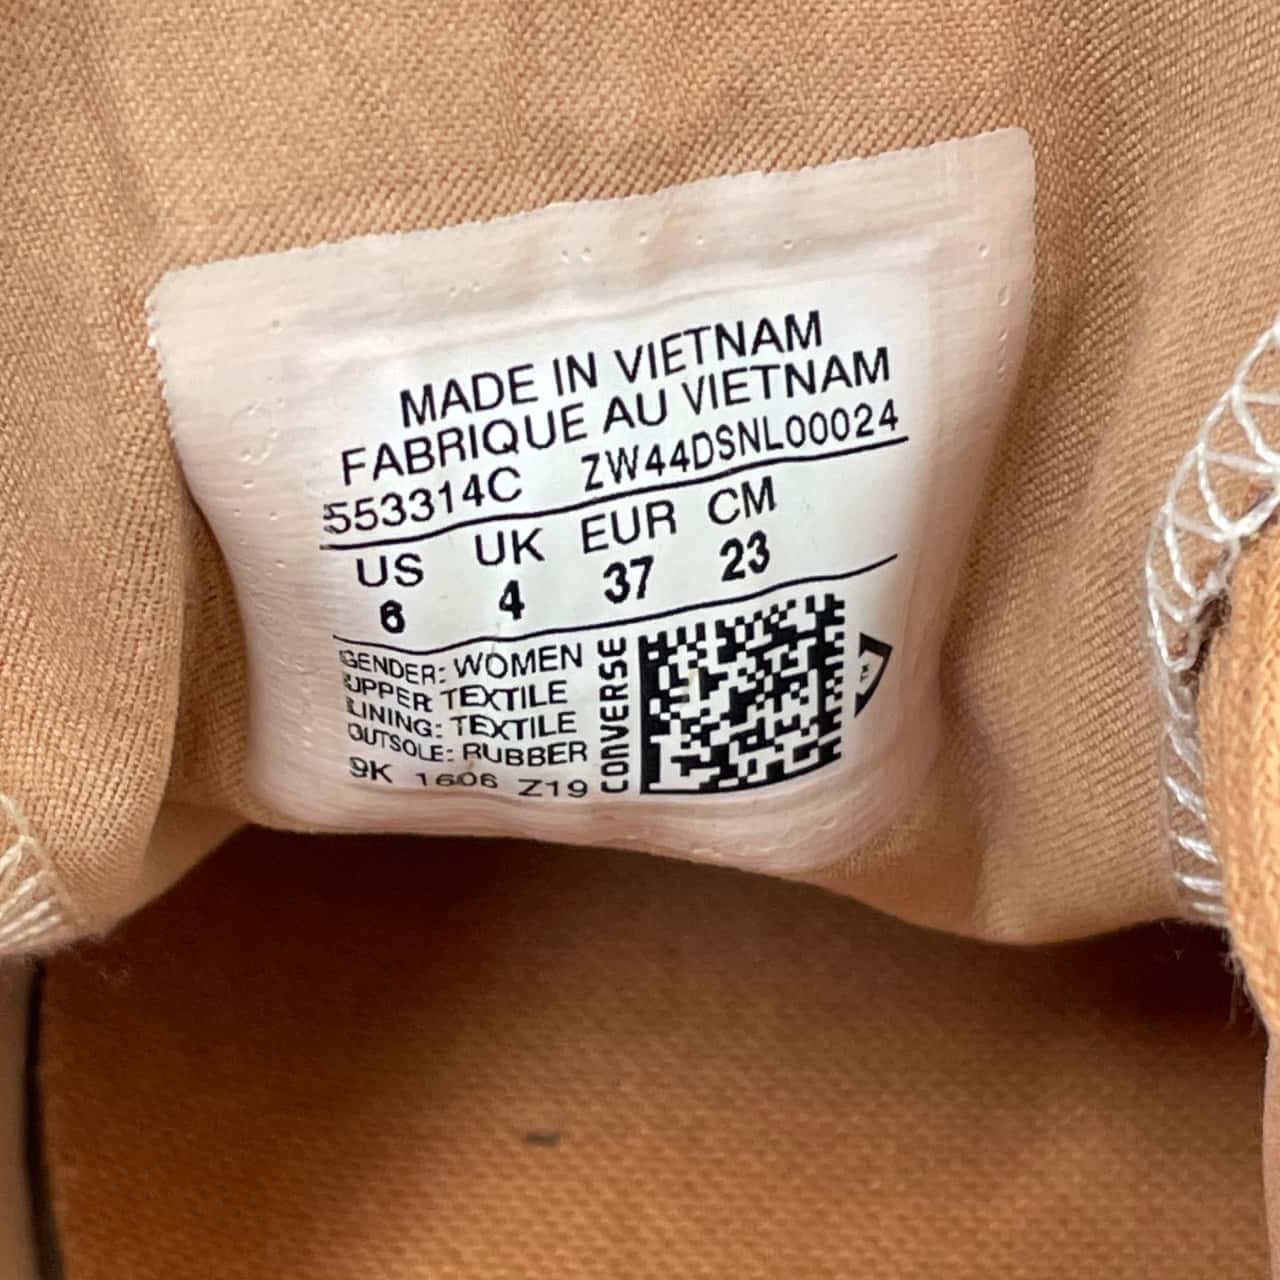 MADE IN VIETNAM
FABRIQUE AU VIETNAM
553314C ZW44DSNL00024
US UK EUR CM
6 4 37 23
GENDER: WOMEN
UPPER: TEXTILE
LINING: TEXTILE
OUTSOLE: RUBBER
9K 1606 Z19
CONVERSE
TM